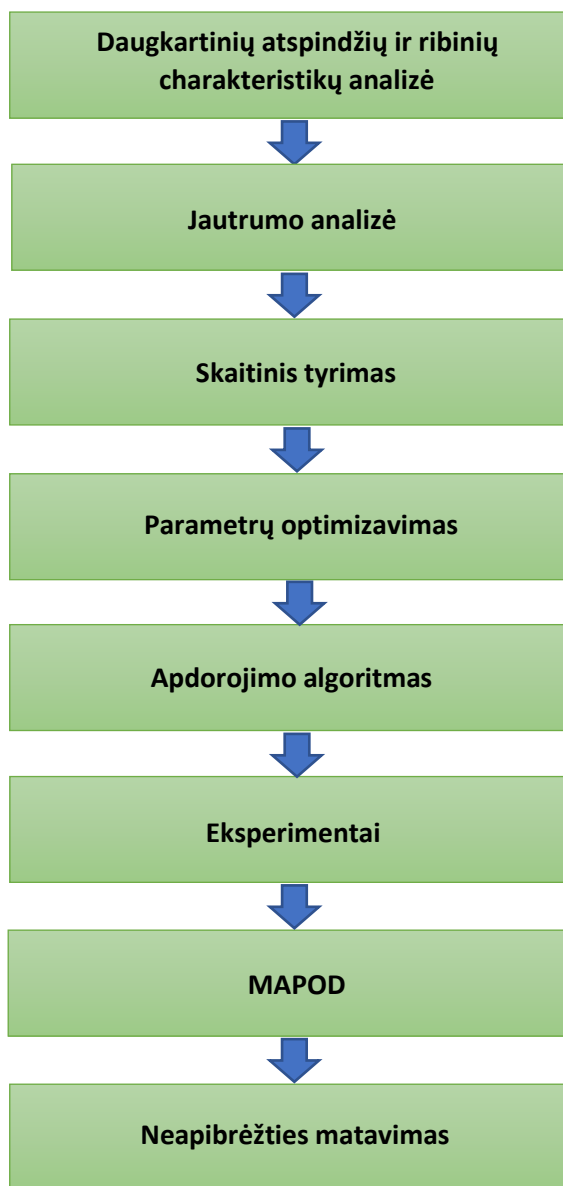 Daugkartinių atspindžių ir ribinių
charakteristikų analizė
Jautrumo analizė
Skaitinis tyrimas
Parametrų optimizavimas
Apdorojimo algoritmas
Eksperimentai
MAPOD
Neapibrėžties matavimas